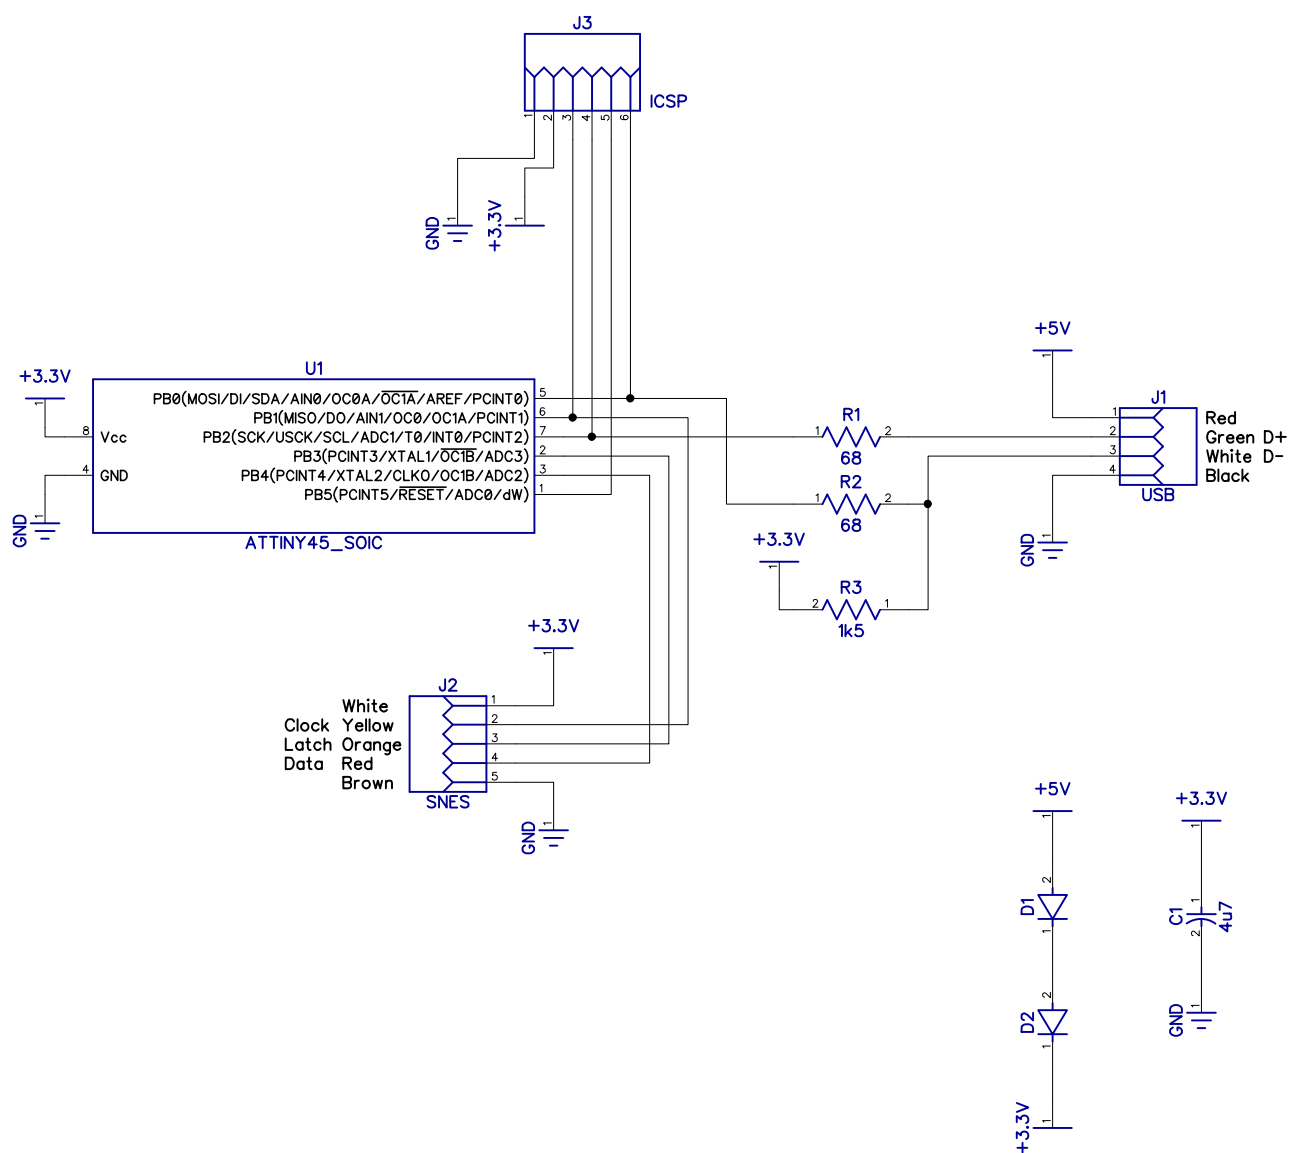 J3
ICSP
1 2 3 4 5 6
GND 1
+3.3V 1
+5V
1
U1
+3.3V
1
8 Vcc
4 GND
GND 1
PB0(MOSI/DI/SDA/AIN0/OC0A/OC1A/AREF/PCINT0) 5
PB1(MISO/DO/AIN1/OC0/OC1A/PCINT1) 6
PB2(SCK/USCK/SCL/ADC1/T0/INT0/PCINT2) 7
PB3(PCINT3/XTAL1/OC1B/ADC3) 2
PB4(PCINT4/XTAL2/CLKO/OC1B/ADC2) 3
PB5(PCINT5/RESET/ADC0/dW) 1
ATTINY45_SOIC
R1
1 2
68
R2
1 2
68
+3.3V
1
R3
2 1
1k5
J1
1 Red
2 Green D+
3 White D-
4 Black
USB
GND 1
+3.3V
1
J2
White 1
Clock Yellow 2
Latch Orange 3
Data Red 4
Brown 5
SNES
GND 1
+5V
1
2
D1
1
2
D2
1
+3.3V 1
+3.3V
1
1
C1 4u7
2
GND 1